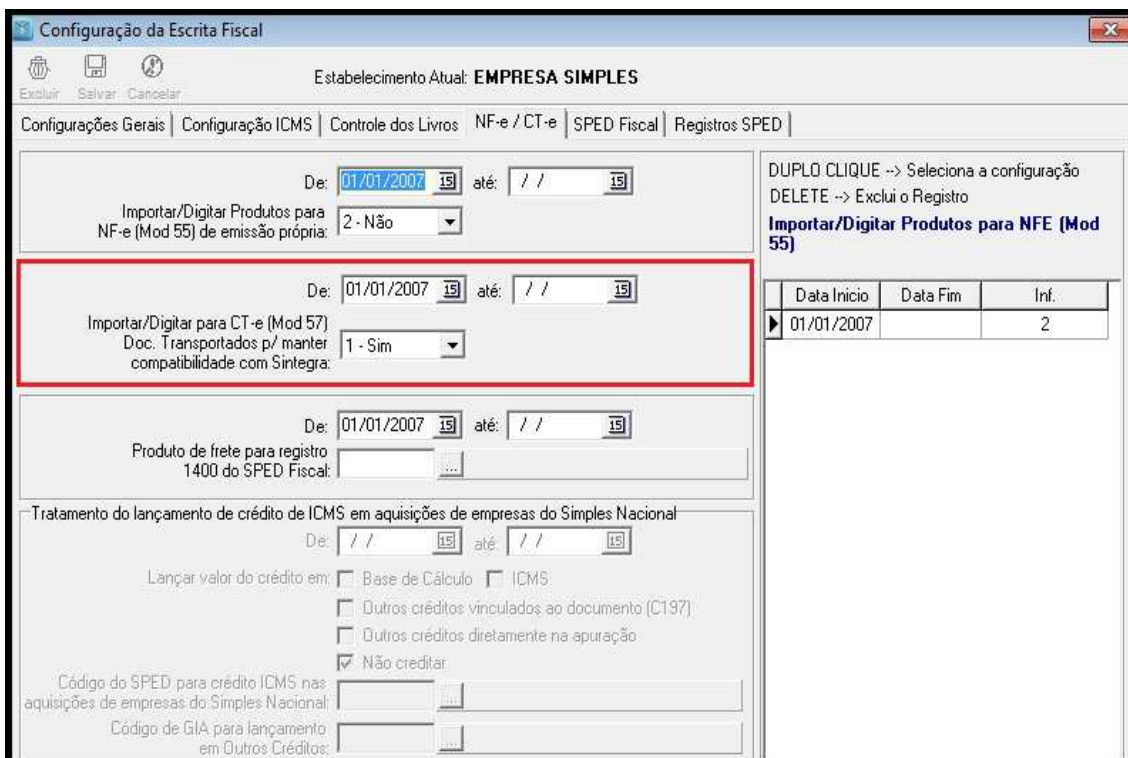 Configuração da Escrita Fiscal
Excluir Salvar Cancelar
Estabelecimento Atual: EMPRESA SIMPLES
Configurações Gerais Configuração ICMS Controle dos Livros NF-e / CT-e SPED Fiscal Registros SPED
De: 01/01/2007 15 até: / / 15
Importar/Digitar Produtos para
NF-e (Mod 55) de emissão própria: 2 - Não
De: 01/01/2007 15 até: / / 15
Importar/Digitar para CT-e (Mod 57)
Doc. Transportados p/ manter
compatibilidade com Sintegra: 1 - Sim
De: 01/01/2007 15 até: / / 15
Produto de frete para registro
1400 do SPED Fiscal: ...
Tratamento do lançamento de crédito de ICMS em aquisições de empresas do Simples Nacional
De: / / 15 até: / / 15
Lançar valor do crédito em: Base de Cálculo ICMS
Outros créditos vinculados ao documento (C197)
Outros créditos diretamente na apuração
Não creditar
Código do SPED para crédito ICMS nas
aquisições de empresas do Simples Nacional: ...
Código de GIA para lançamento
em Outros Créditos: ...
DUPLO CLIQUE --> Seleciona a configuração
DELETE --> Exclui o Registro
Importar/Digitar Produtos para NFE (Mod
55)
Data Inicio Data Fim Inf.
01/01/2007 2